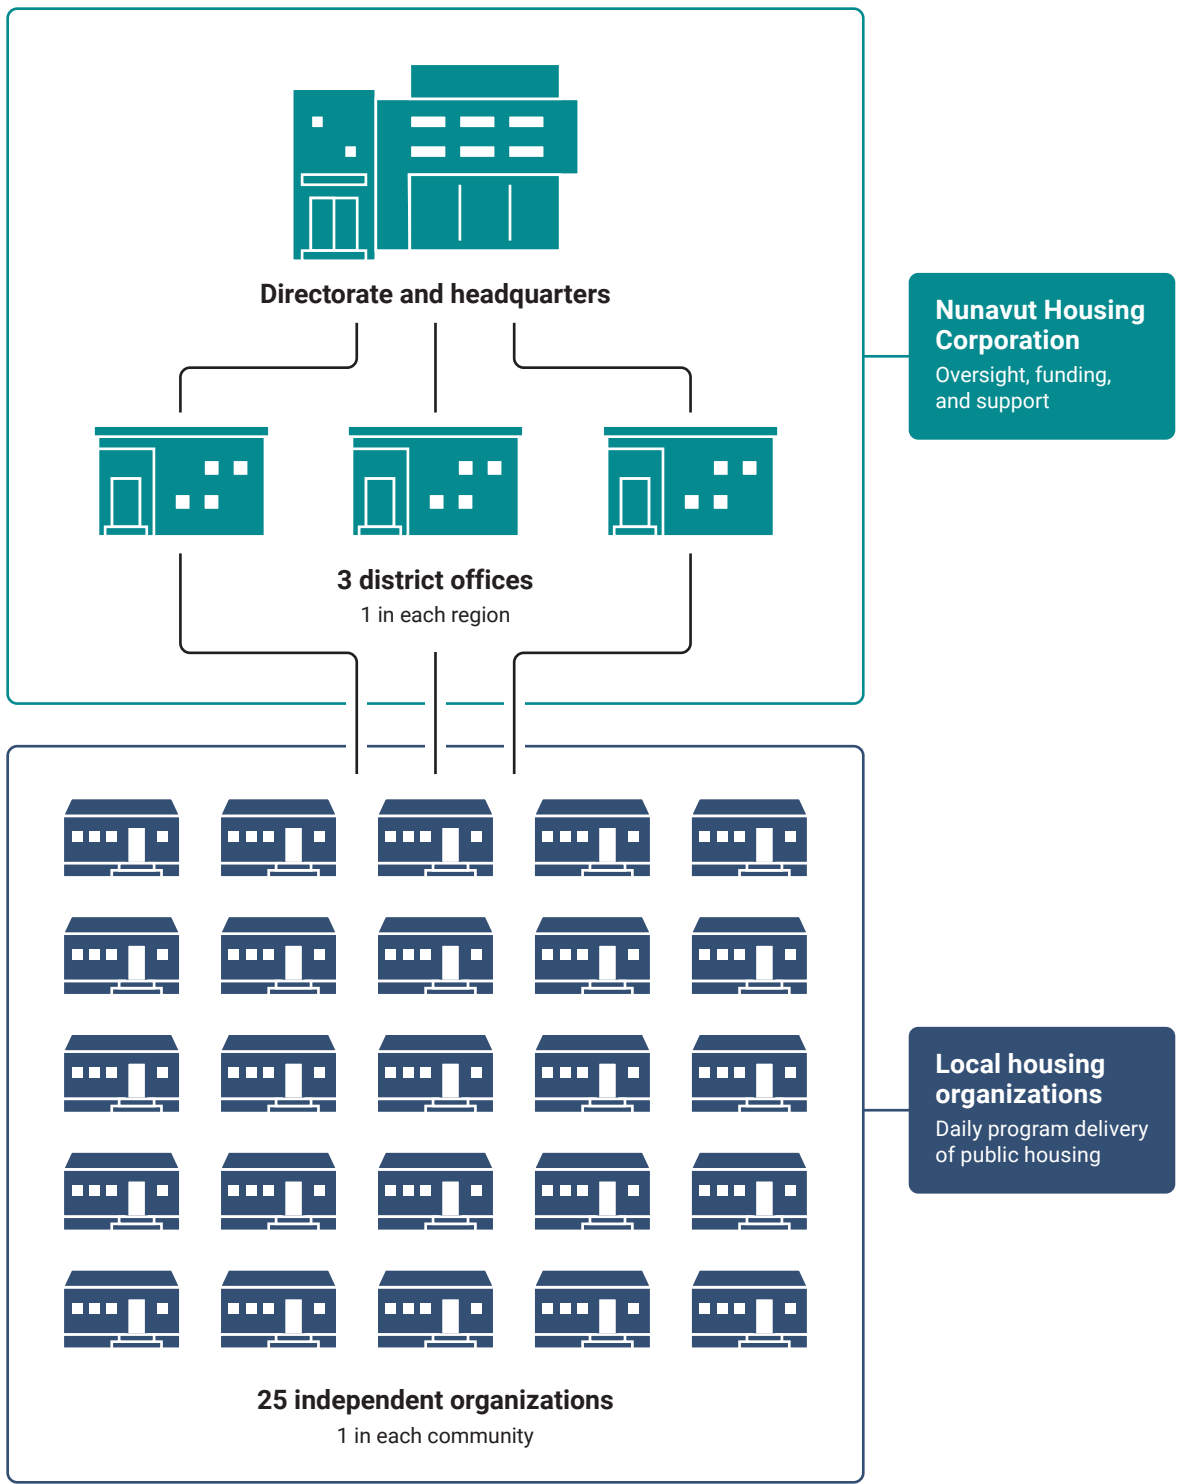 Directorate and headquarters
Nunavut Housing
Corporation
Oversight, funding,
and support
3 district offices
1 in each region
Local housing
organizations
Daily program delivery
of public housing
25 independent organizations
1 in each community